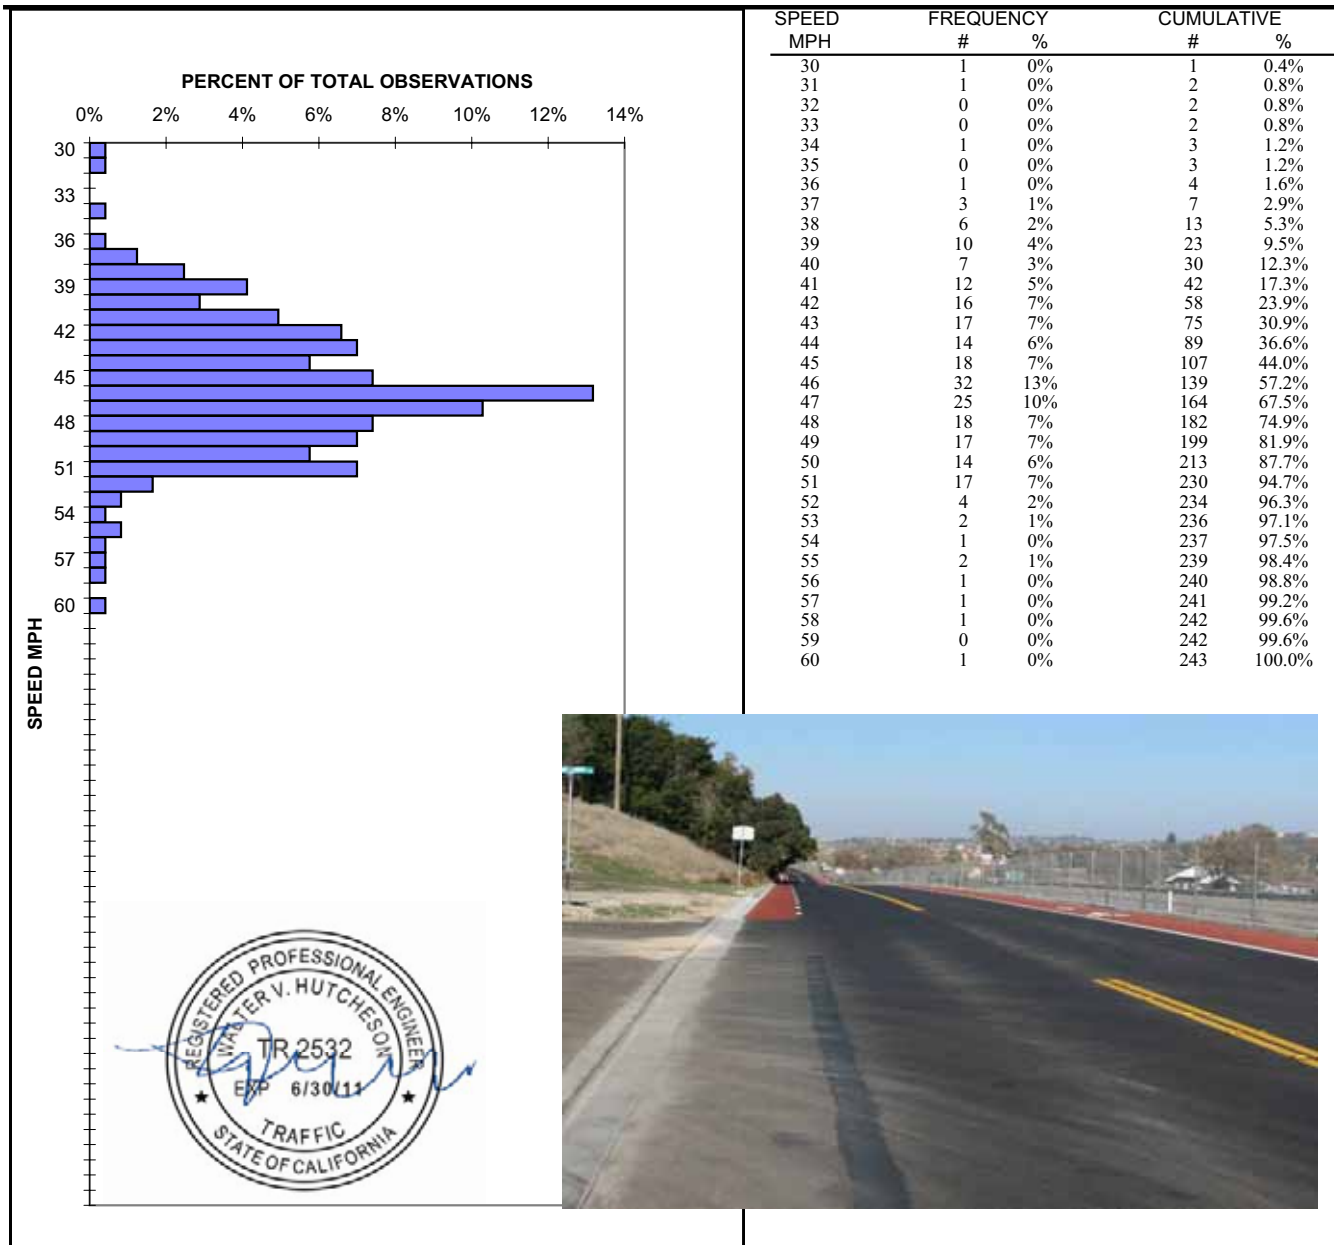 PERCENT OF TOTAL OBSERVATIONS
0% 2% 4% 6% 8% 10% 12% 14%
30
33
36
39
42
45
48
51
54
57
60
SPEED MPH
REGISTERED PROFESSIONAL ENGINEER
WALTER V. HUTCHESON
TR 2532
EXP 6/30/11
TRAFFIC
STATE OF CALIFORNIA
SPEED FREQUENCY CUMULATIVE
MPH # % # %
30 1 0% 1 0.4%
31 1 0% 2 0.8%
32 0 0% 2 0.8%
33 0 0% 2 0.8%
34 1 0% 3 1.2%
35 0 0% 3 1.2%
36 1 0% 4 1.6%
37 3 1% 7 2.9%
38 6 2% 13 5.3%
39 10 4% 23 9.5%
40 7 3% 30 12.3%
41 12 5% 42 17.3%
42 16 7% 58 23.9%
43 17 7% 75 30.9%
44 14 6% 89 36.6%
45 18 7% 107 44.0%
46 32 13% 139 57.2%
47 25 10% 164 67.5%
48 18 7% 182 74.9%
49 17 7% 199 81.9%
50 14 6% 213 87.7%
51 17 7% 230 94.7%
52 4 2% 234 96.3%
53 2 1% 236 97.1%
54 1 0% 237 97.5%
55 2 1% 239 98.4%
56 1 0% 240 98.8%
57 1 0% 241 99.2%
58 1 0% 242 99.6%
59 0 0% 242 99.6%
60 1 0% 243 100.0%